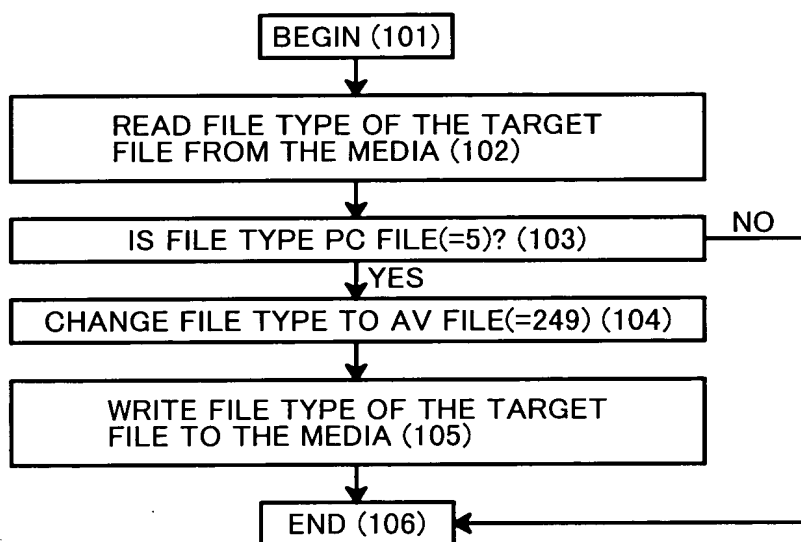 BEGIN (101)
READ FILE TYPE OF THE TARGET
FILE FROM THE MEDIA (102)
IS FILE TYPE PC FILE(=5)? (103)
NO
YES
CHANGE FILE TYPE TO AV FILE(=249) (104)
WRITE FILE TYPE OF THE TARGET
FILE TO THE MEDIA (105)
END (106)